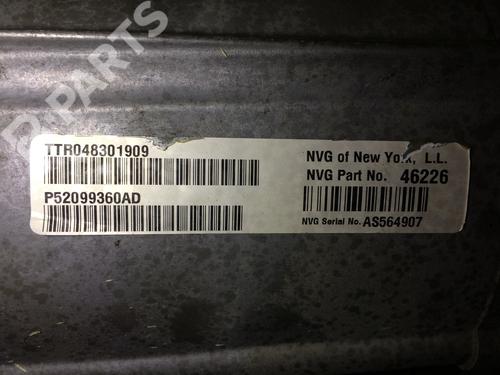 B-PARTS
TTR048301909
P52099360AD
NVG of New York, L.L.
NVG Part No. 46226
NVG Serial No. AS564907